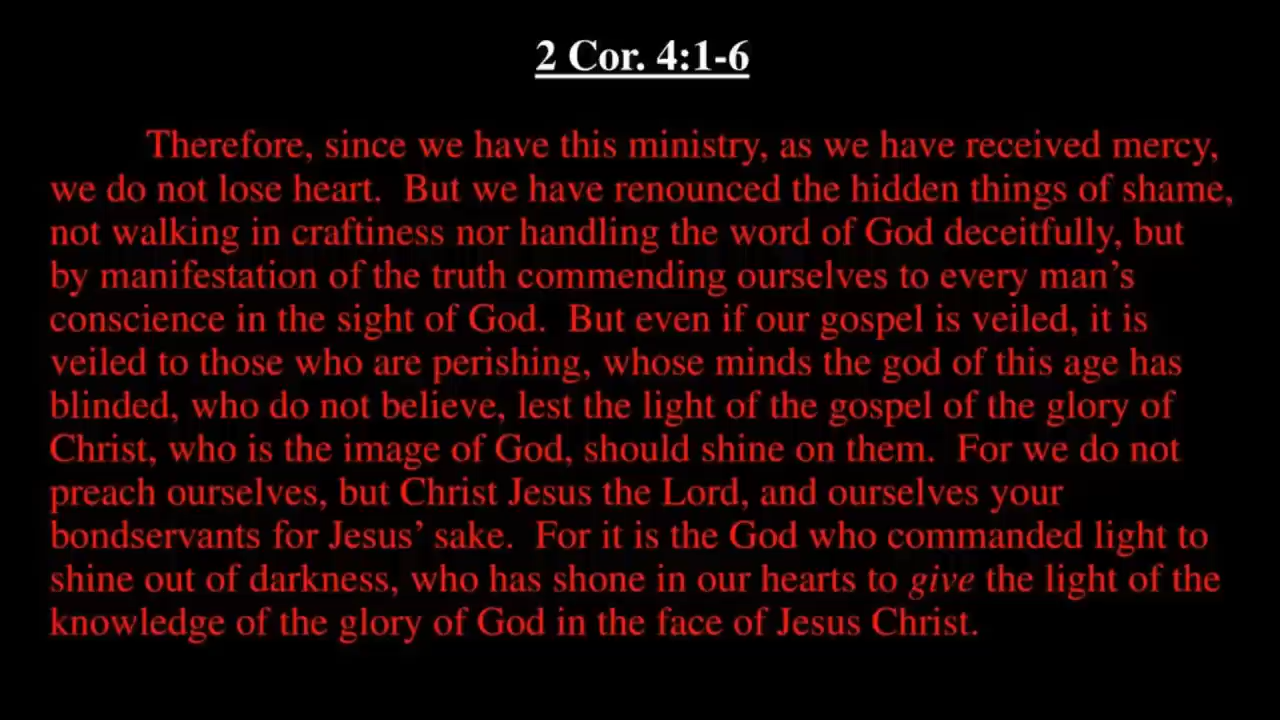 2 Cor. 4:1-6
Therefore, since we have this ministry, as we have received mercy,
we do not lose heart.  But we have renounced the hidden things of shame,
not walking in craftiness nor handling the word of God deceitfully, but
by manifestation of the truth commending ourselves to every man’s
conscience in the sight of God.  But even if our gospel is veiled, it is
veiled to those who are perishing, whose minds the god of this age has
blinded, who do not believe, lest the light of the gospel of the glory of
Christ, who is the image of God, should shine on them.  For we do not
preach ourselves, but Christ Jesus the Lord, and ourselves your
bondservants for Jesus’ sake.  For it is the God who commanded light to
shine out of darkness, who has shone in our hearts to give the light of the
knowledge of the glory of God in the face of Jesus Christ.